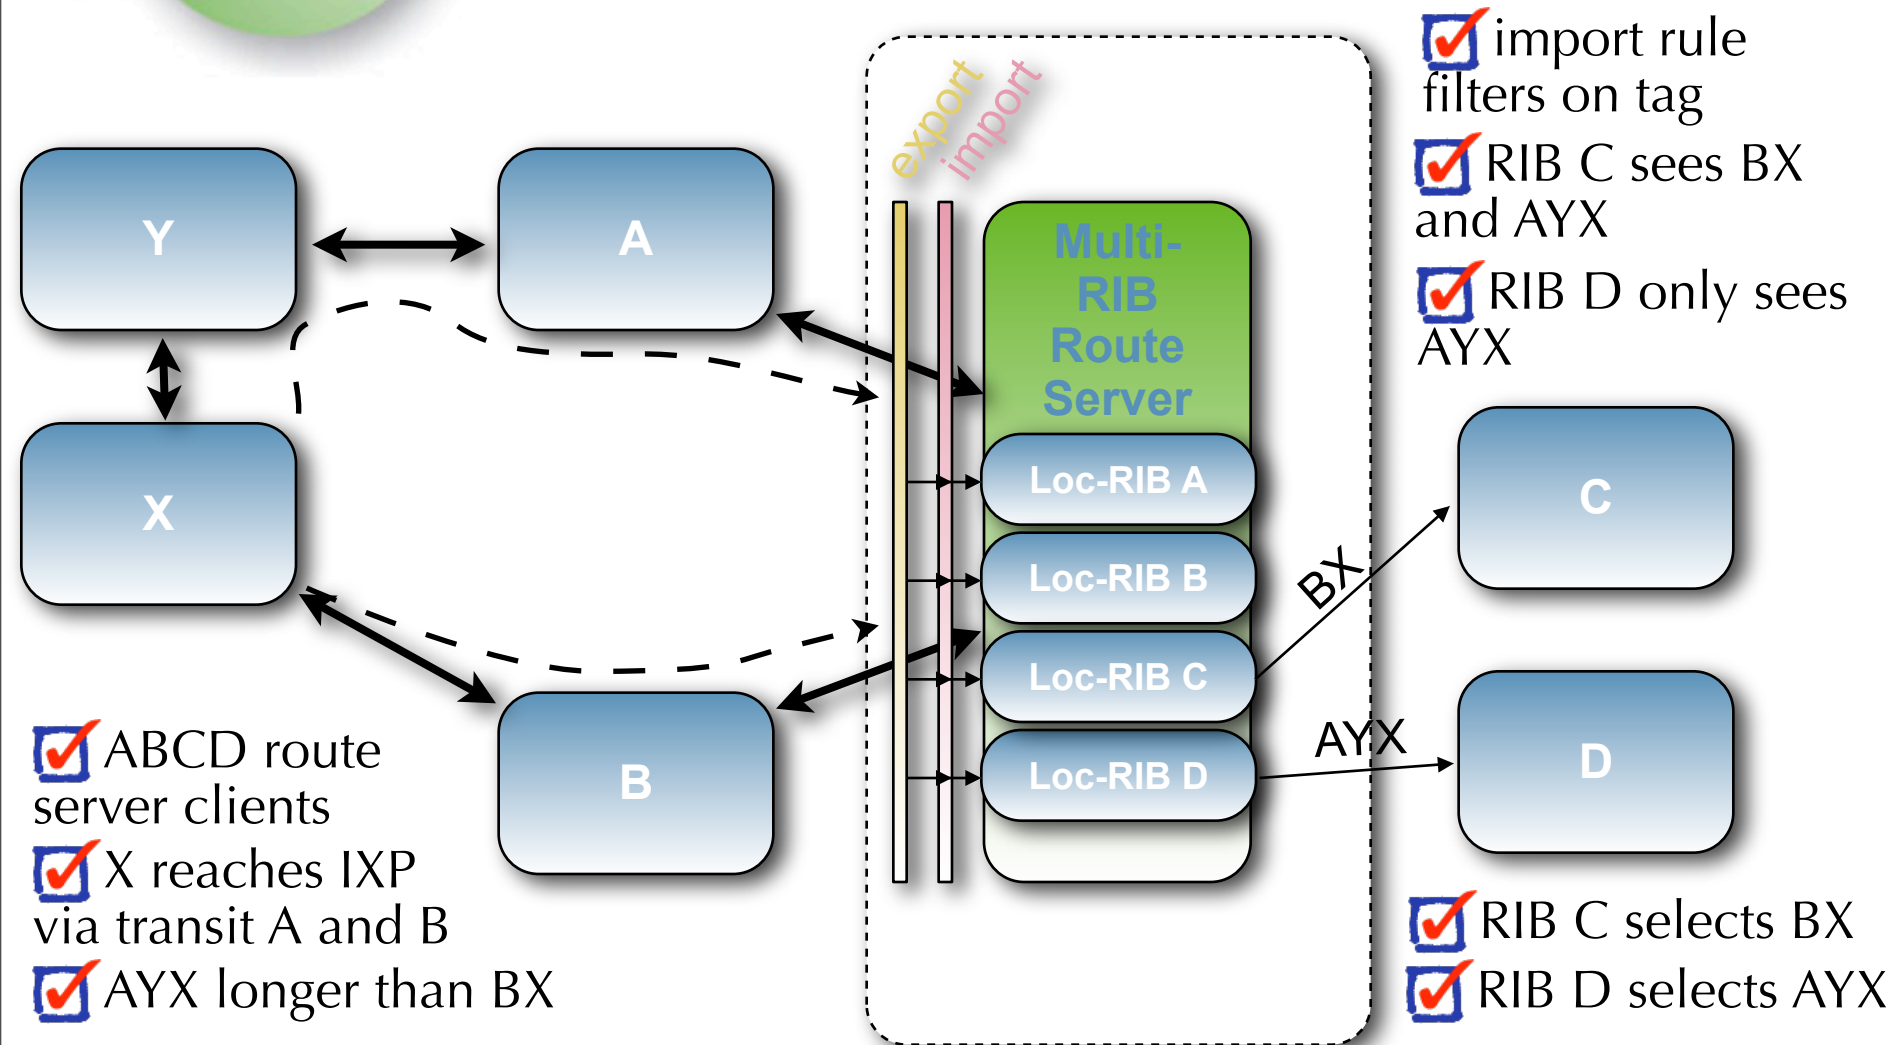 export
import
Y
A
X
B
Multi-
RIB
Route
Server
Loc-RIB A
Loc-RIB B
Loc-RIB C
Loc-RIB D
BX
AYX
C
D
import rule
filters on tag
RIB C sees BX
and AYX
RIB D only sees
AYX
ABCD route
server clients
X reaches IXP
via transit A and B
AYX longer than BX
RIB C selects BX
RIB D selects AYX